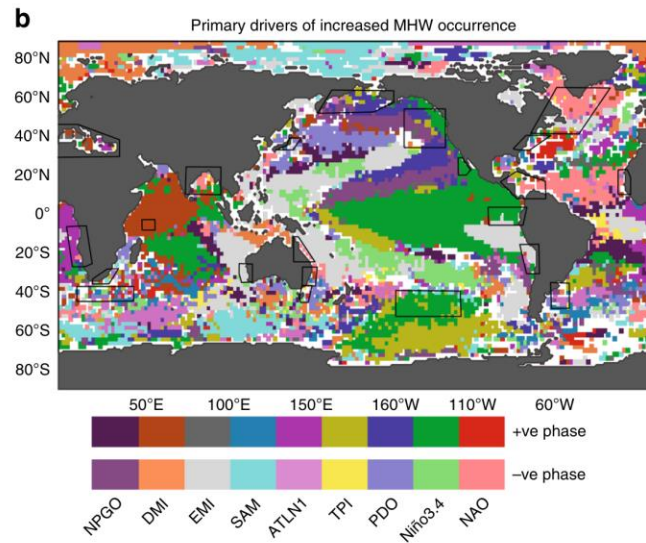 b
Primary drivers of increased MHW occurrence
80°N
60°N
40°N
20°N
0°
20°S
40°S
60°S
80°S
50°E 100°E 150°E 160°W 110°W 60°W
+ve phase
–ve phase
NPGO DMI EMI SAM ATLN1 TPI PDO Niño3.4 NAO